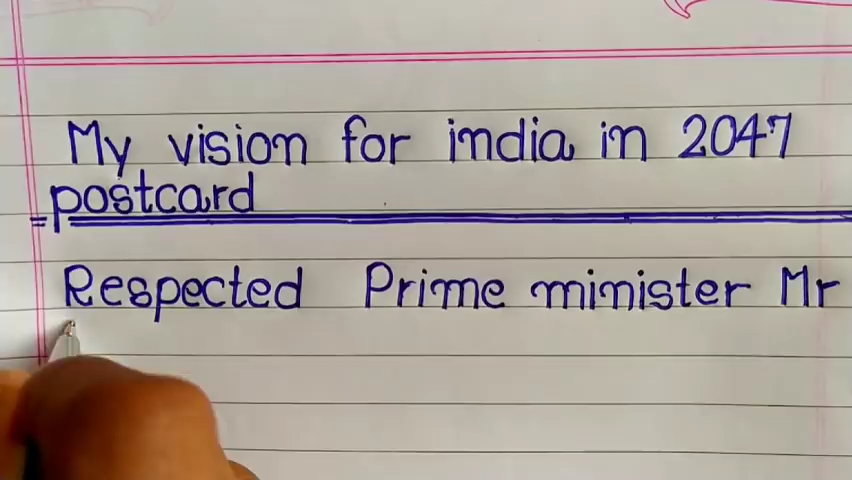 My vision for india in 2047
postcard
Respected Prime minister Mr